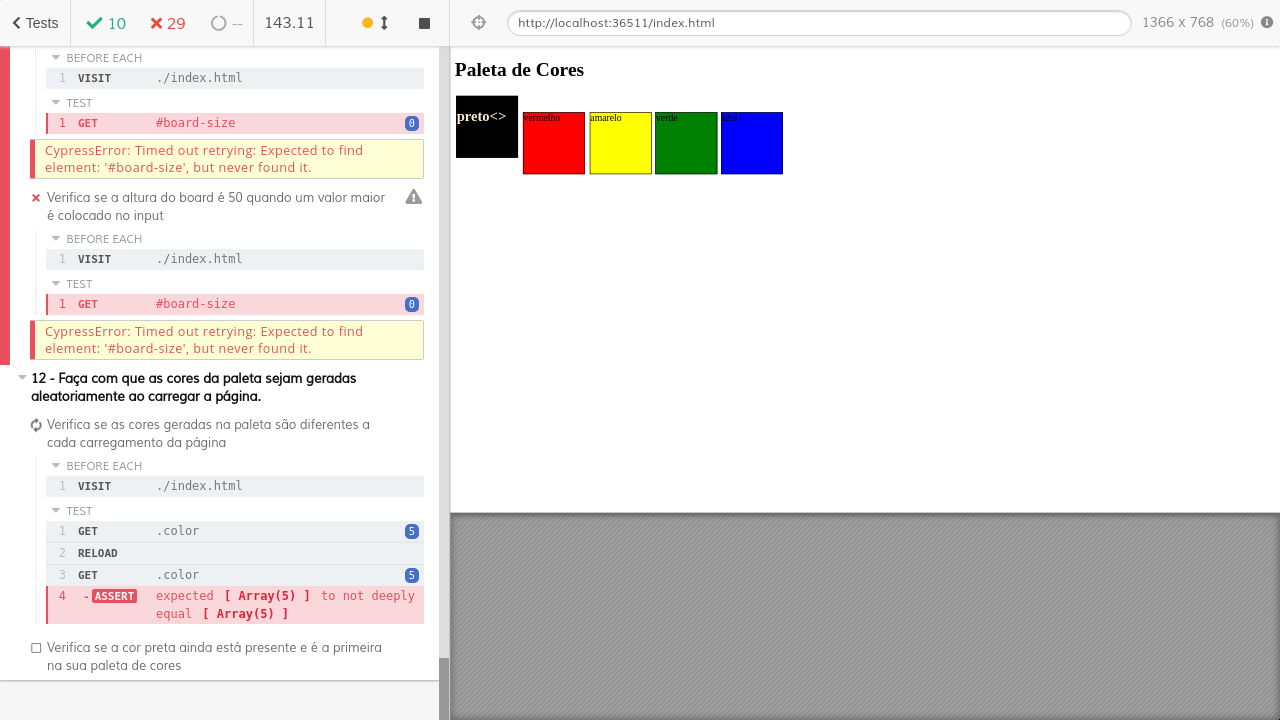 Tests
10
29
--
143.11
http://localhost:36511/index.html
1366 x 768 (60%)
BEFORE EACH
1 VISIT ./index.html
TEST
1 GET #board-size 0
CypressError: Timed out retrying: Expected to find
element: '#board-size', but never found it.
Verifica se a altura do board é 50 quando um valor maior
é colocado no input
BEFORE EACH
1 VISIT ./index.html
TEST
1 GET #board-size 0
CypressError: Timed out retrying: Expected to find
element: '#board-size', but never found it.
12 - Faça com que as cores da paleta sejam geradas
aleatoriamente ao carregar a página.
Verifica se as cores geradas na paleta são diferentes a
cada carregamento da página
BEFORE EACH
1 VISIT ./index.html
TEST
1 GET .color 5
2 RELOAD
3 GET .color 5
4 - ASSERT expected [ Array(5) ] to not deeply
equal [ Array(5) ]
Verifica se a cor preta ainda está presente e é a primeira
na sua paleta de cores
Paleta de Cores
preto<>
vermelho
amarelo
verde
azul